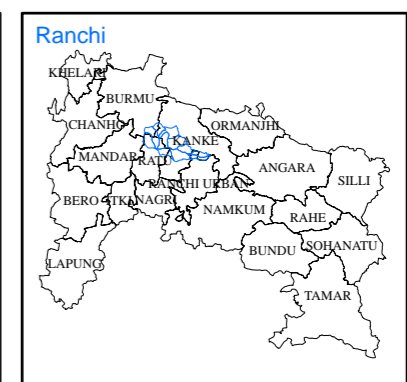 Ranchi
KHELARI
BURMU
CHANHO
ORMANJHI
KANKE
MANDAR
RATU
ANGARA
SILLI
RANCHI URBAN
BERO
ITKI
NAGRI
NAMKUM
RAHE
BUNDU
SOHANATU
LAPUNG
TAMAR